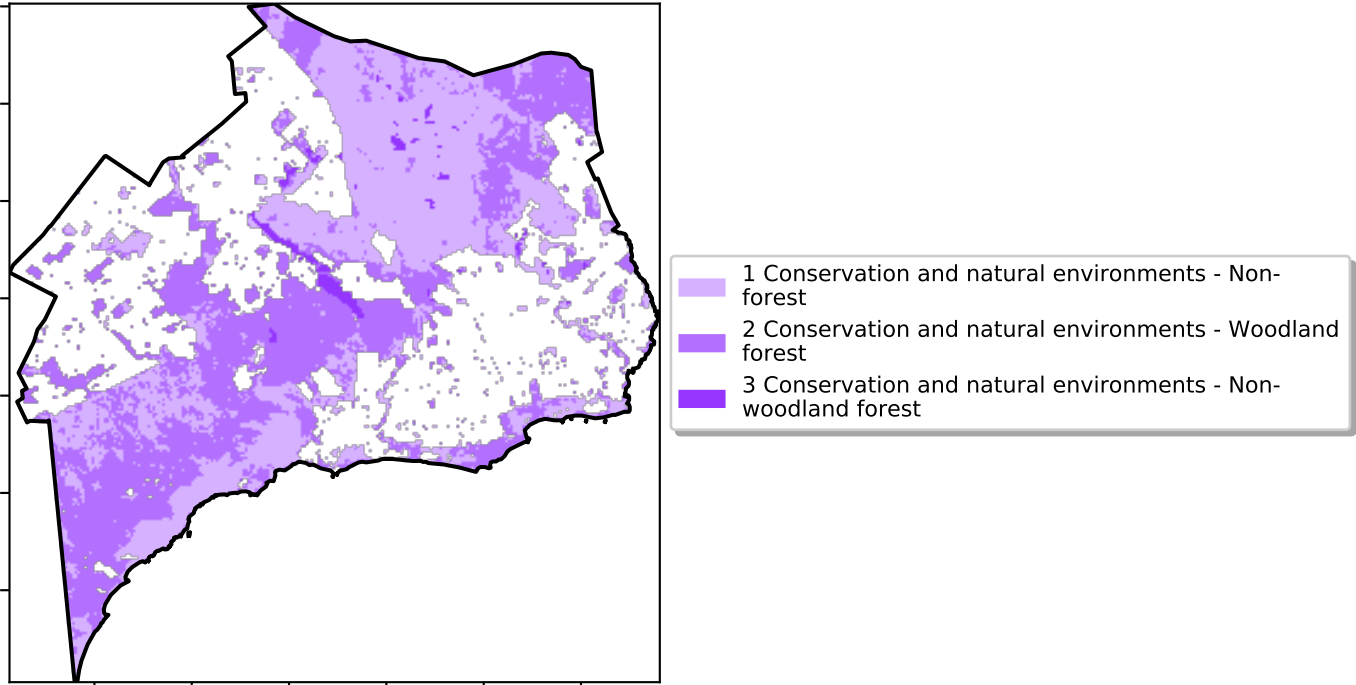 1 Conservation and natural environments - Non-
forest
2 Conservation and natural environments - Woodland
forest
3 Conservation and natural environments - Non-
woodland forest